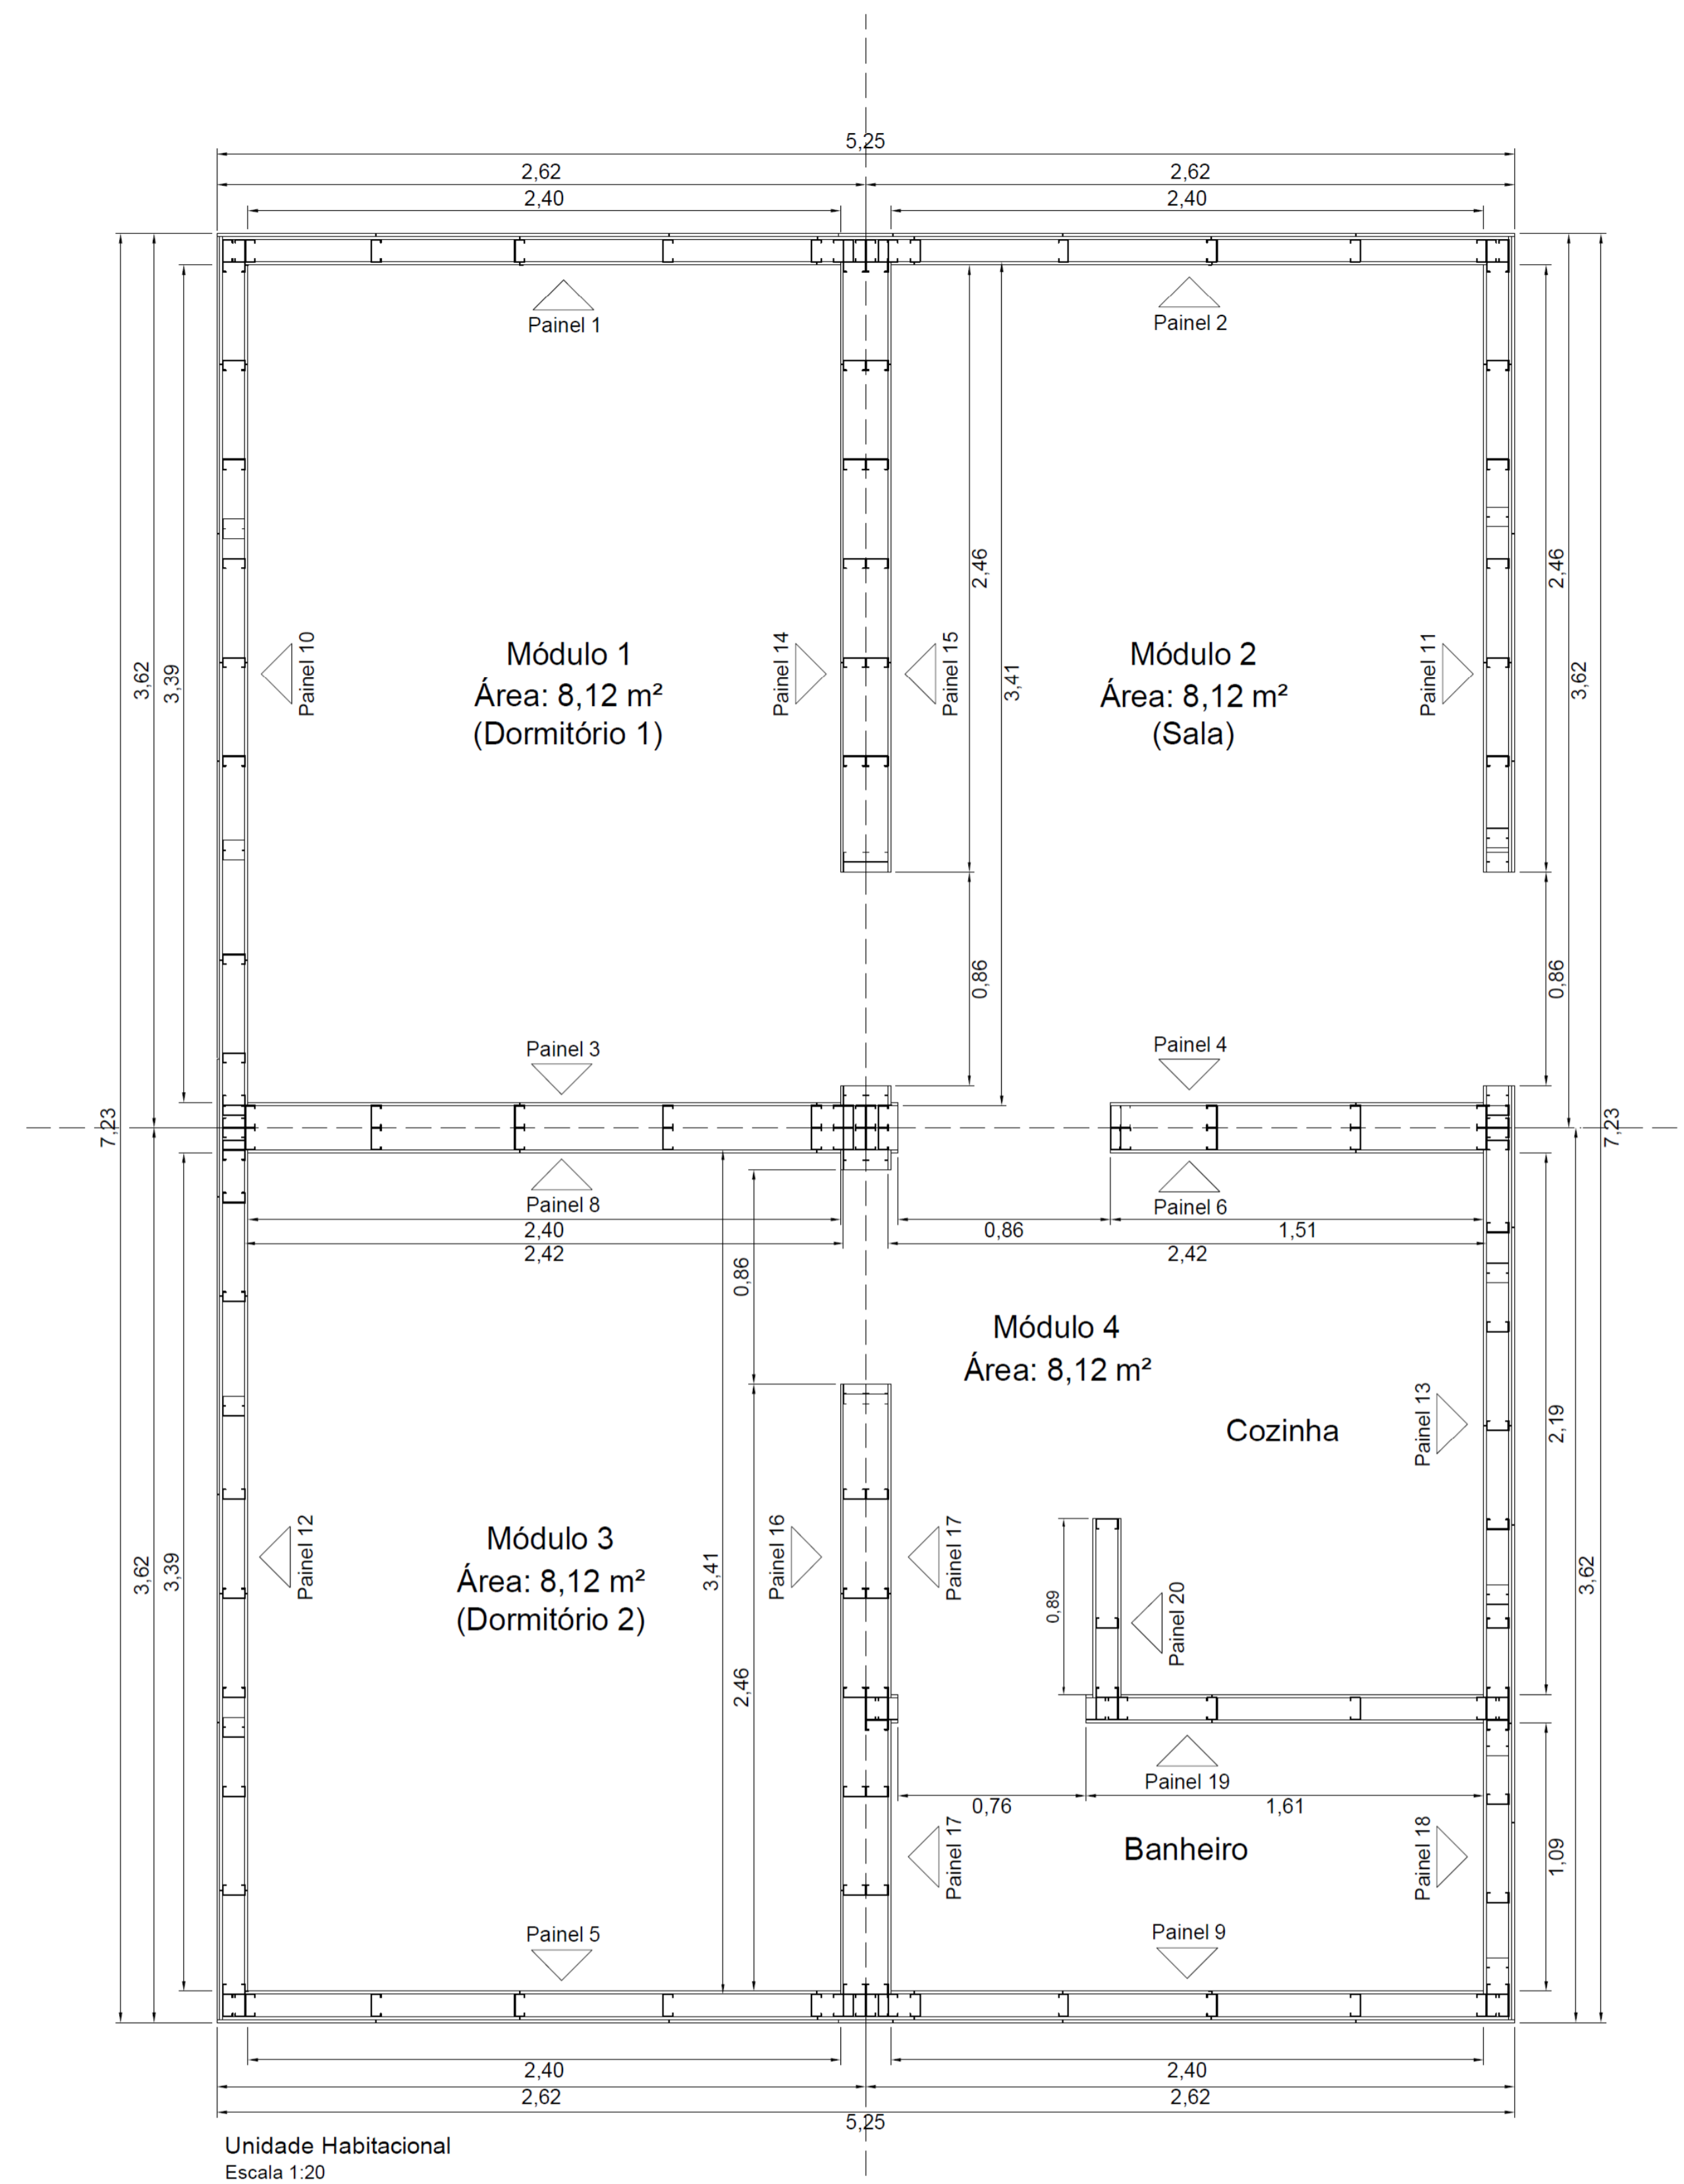 5,25
2,62
2,62
2,40
2,40
Painel 1
Painel 2
2,46
2,46
Painel 10
Módulo 1
Área: 8,12 m²
(Dormitório 1)
Painel 14
Painel 15
3,41
Módulo 2
Área: 8,12 m²
(Sala)
Painel 11
3,62
3,39
3,62
0,86
0,86
Painel 3
Painel 4
7,23
7,23
Painel 8
Painel 6
2,40
0,86
1,51
2,42
2,42
0,86
Módulo 4
Área: 8,12 m²
Cozinha
Painel 13
2,19
3,62
3,39
Painel 12
Módulo 3
Área: 8,12 m²
(Dormitório 2)
3,41
Painel 16
Painel 17
0,89
Painel 20
3,62
2,46
Painel 19
0,76
1,61
Painel 17
Banheiro
Painel 18
1,09
Painel 5
Painel 9
2,40
2,40
2,62
2,62
5,25
Unidade Habitacional
Escala 1:20